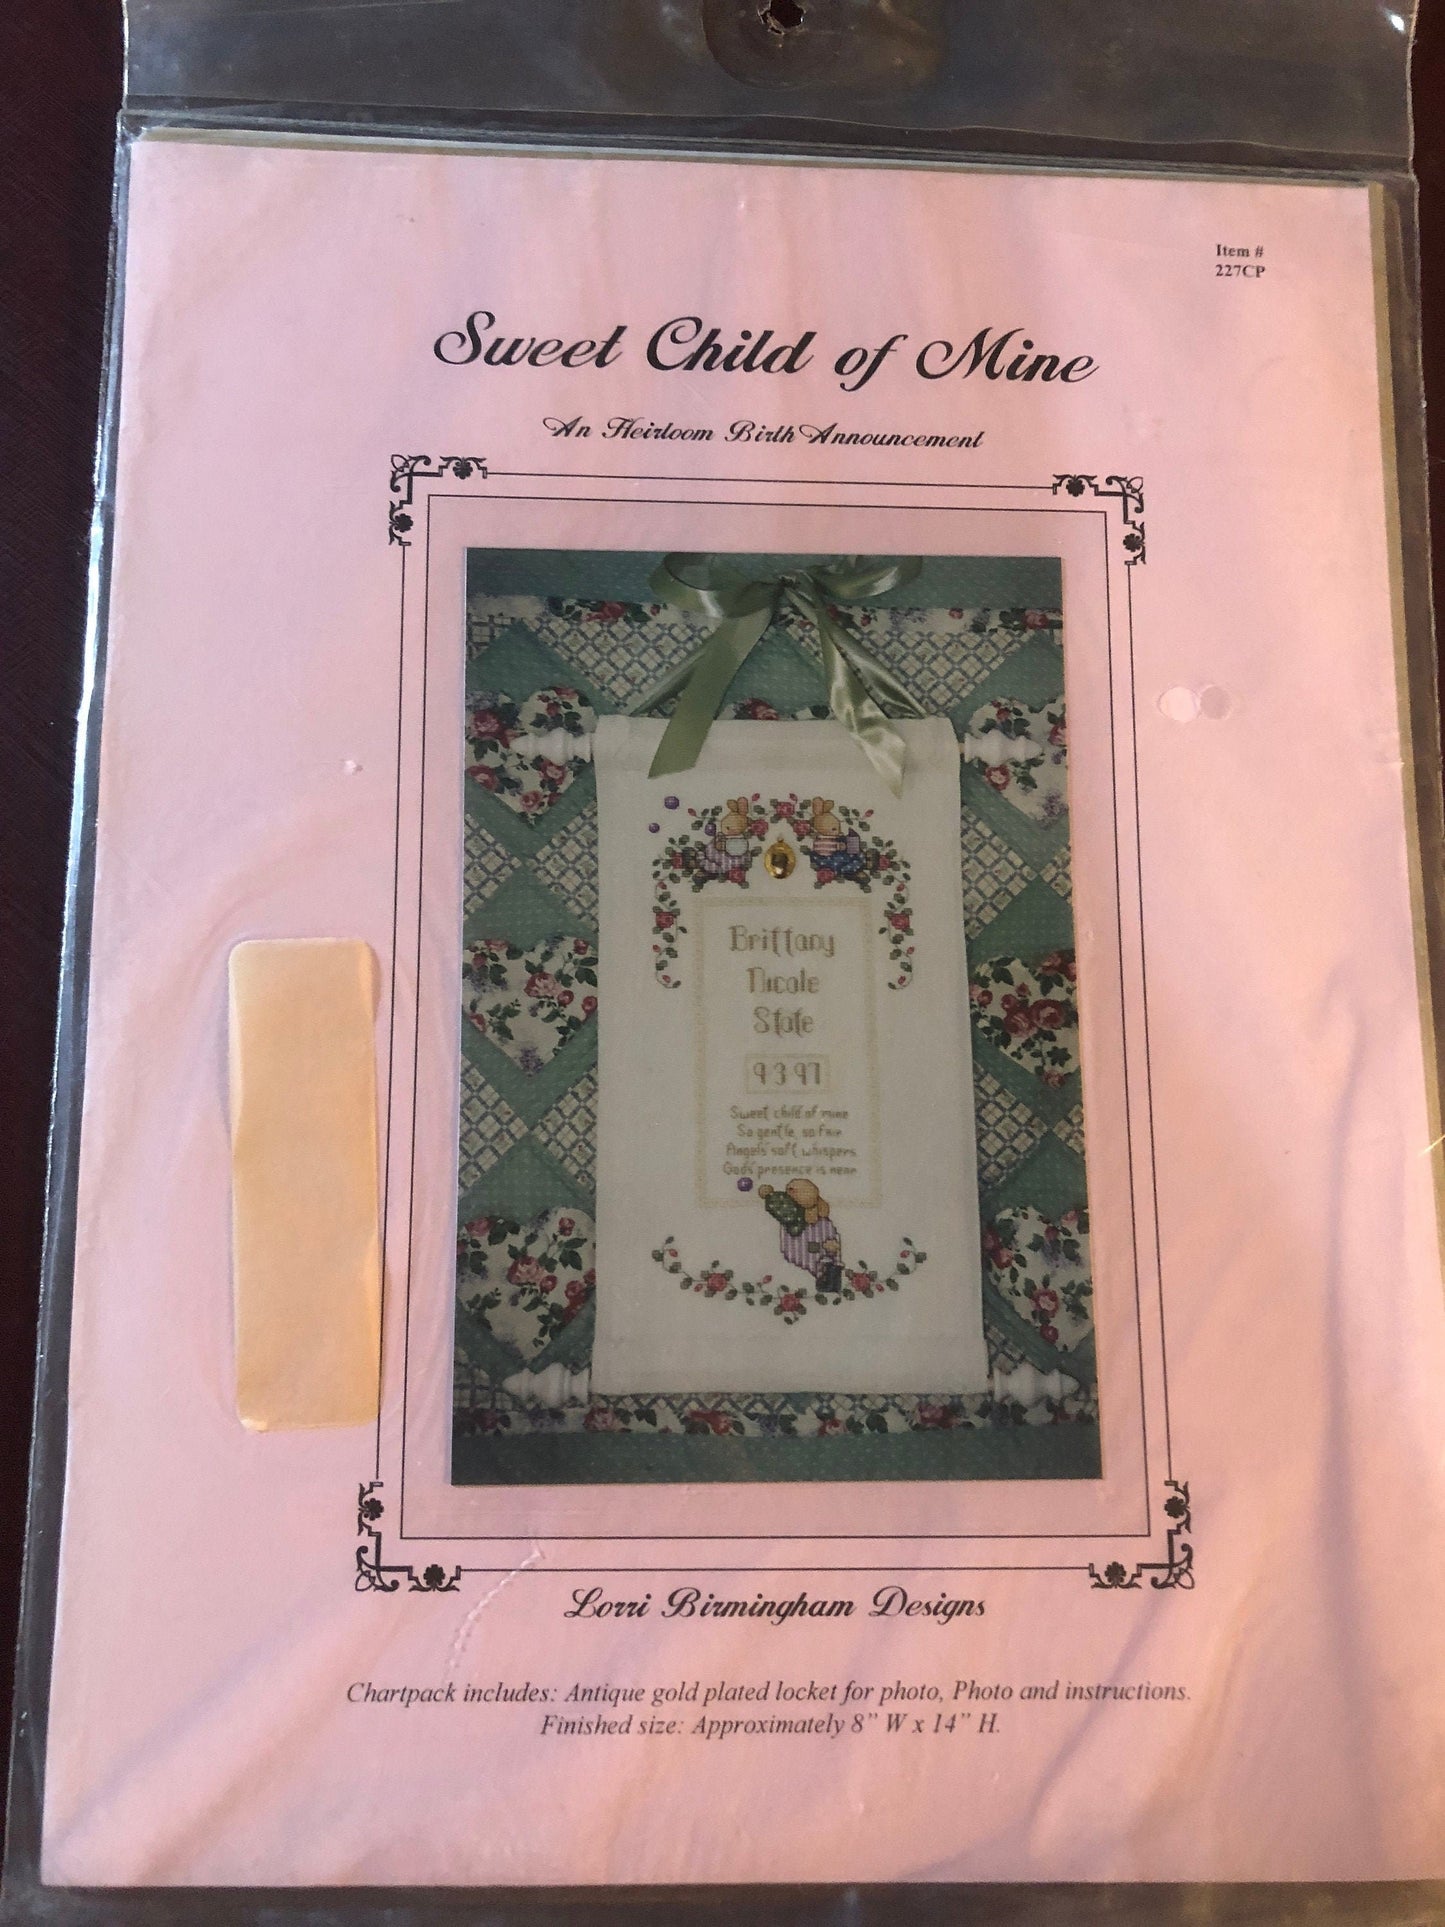 Item #
227CP
Sweet Child of Mine
An Heirloom Birth Announcement
Brittany
Nicole
State
9 3 97
Sweet child of mine
So gentle, so fair
Angels' soft whispers
God's presence is near
Lorri Birmingham Designs
Chartpack includes: Antique gold plated locket for photo, Photo and instructions.
Finished size: Approximately 8" W x 14" H.